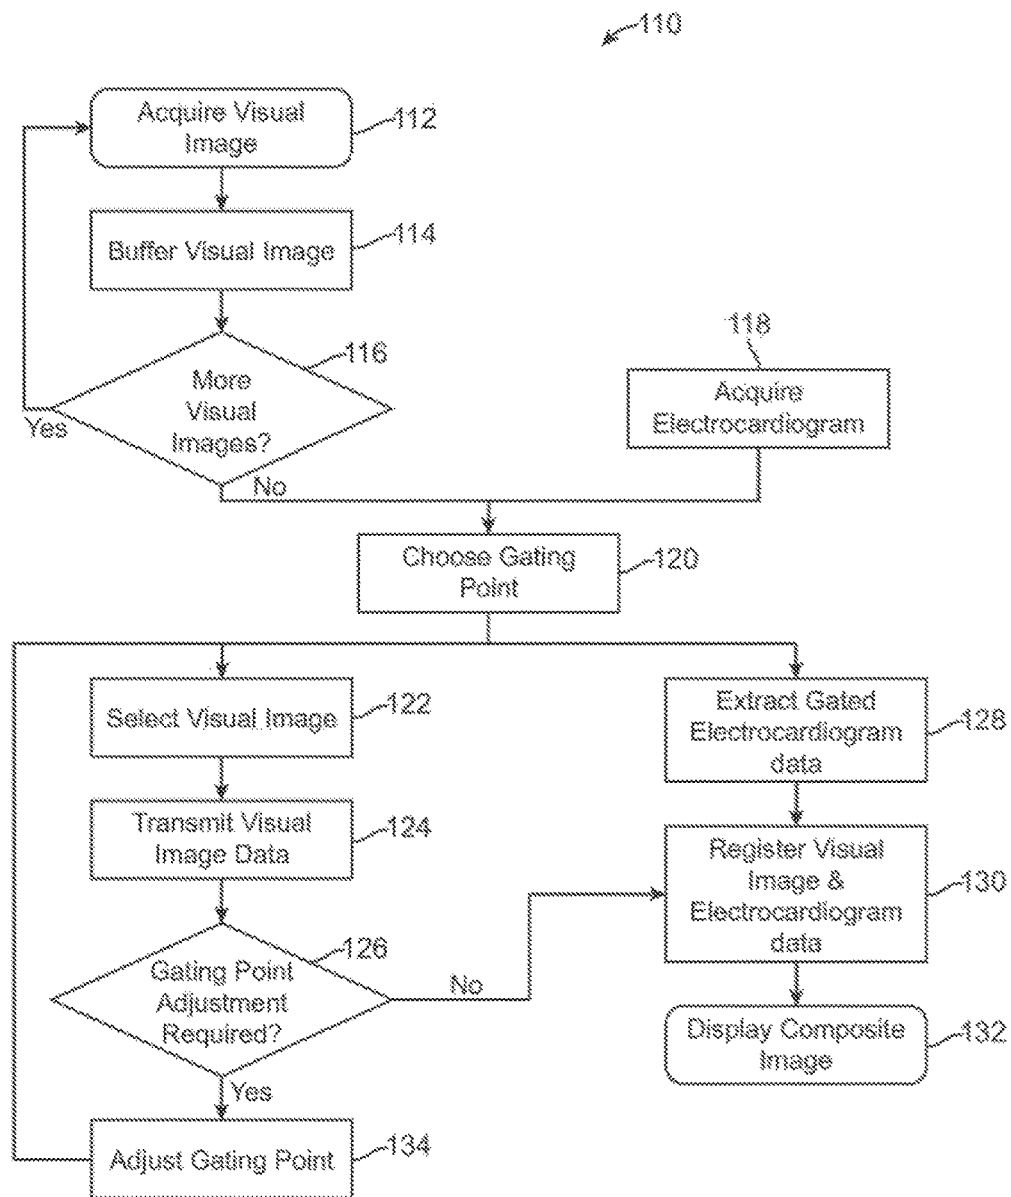 110
Acquire Visual
Image
112
Buffer Visual Image
114
116
More
Visual
Images?
Yes
No
118
Acquire
Electrocardiogram
Choose Gating
Point
120
Select Visual Image
122
Transmit Visual
Image Data
124
126
Gating Point
Adjustment
Required?
No
Yes
Adjust Gating Point
134
Extract Gated
Electrocardiogram
data
128
Register Visual
Image &
Electrocardiogram
data
130
Display Composite
Image
132